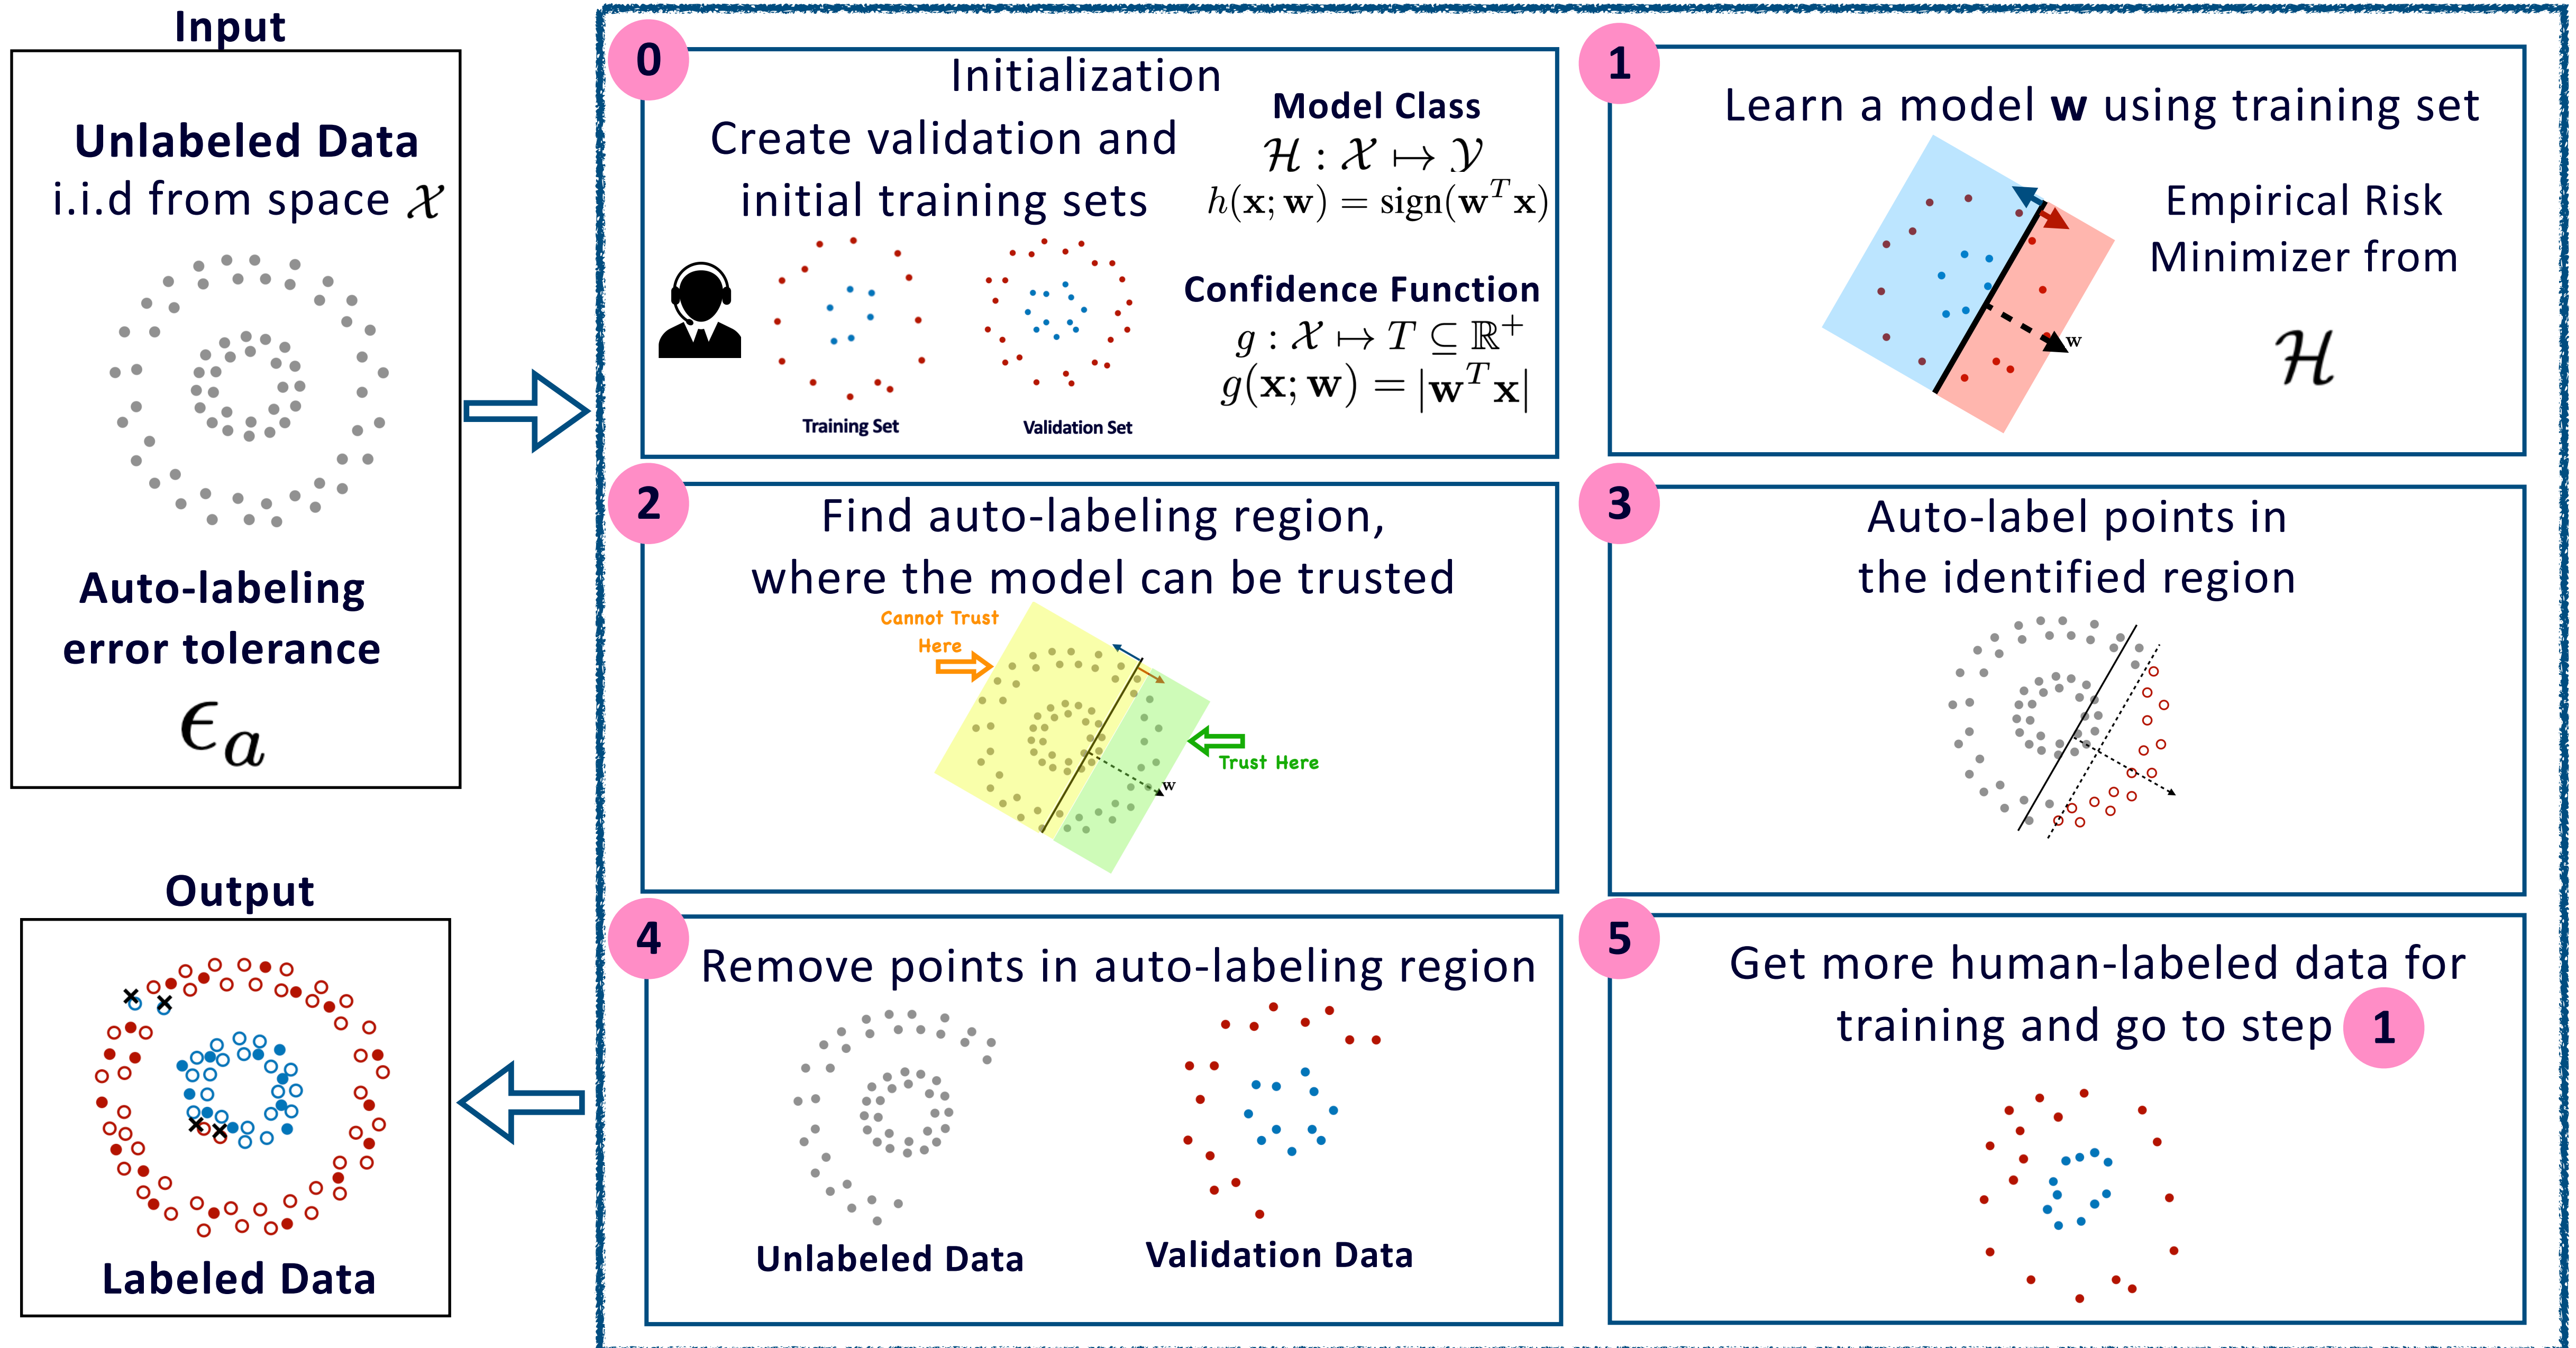 Input
Unlabeled Data
i.i.d from space 𝒳
Auto-labeling
error tolerance
ϵₐ
Output
Labeled Data
0
Initialization
Create validation and
initial training sets
Training Set
Validation Set
Model Class
ℋ : 𝒳 ↦ 𝒴
h(x; w) = sign(wᵀx)
Confidence Function
g : 𝒳 ↦ T ⊆ ℝ⁺
g(x; w) = |wᵀx|
1
Learn a model w using training set
Empirical Risk
Minimizer from
ℋ
w
2
Find auto-labeling region,
where the model can be trusted
Cannot Trust
Here
Trust Here
w
3
Auto-label points in
the identified region
4
Remove points in auto-labeling region
Unlabeled Data
Validation Data
5
Get more human-labeled data for
training and go to step 1